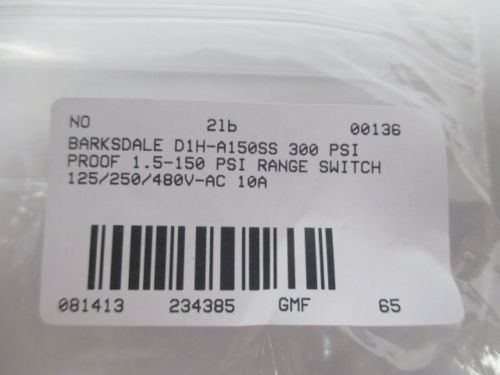 NO 2lb 00136
BARKSDALE D1H-A150SS 300 PSI
PROOF 1.5-150 PSI RANGE SWITCH
125/250/480V-AC 10A
081413 234385 GMF 65